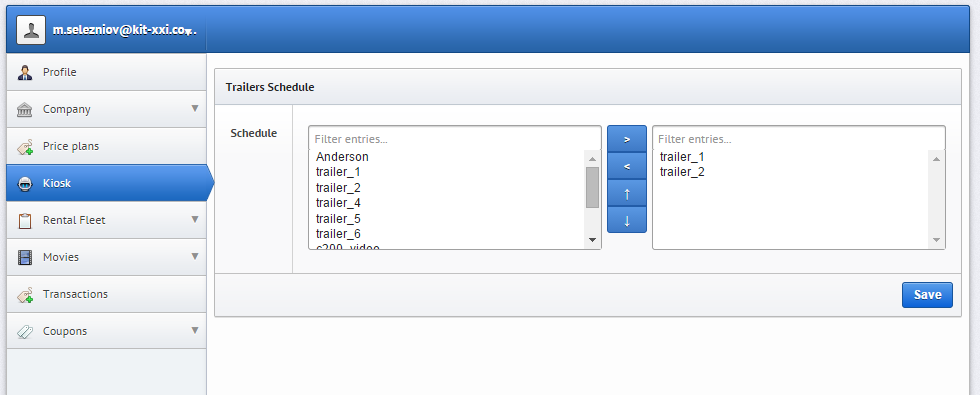 m.selezniov@kit-xxi.co...
Profile
Company
Price plans
Kiosk
Rental Fleet
Movies
Transactions
Coupons
Trailers Schedule
Schedule
Filter entries...
Anderson
trailer_1
trailer_2
trailer_4
trailer_5
trailer_6
c200_video
>
<
↑
↓
Filter entries...
trailer_1
trailer_2
Save